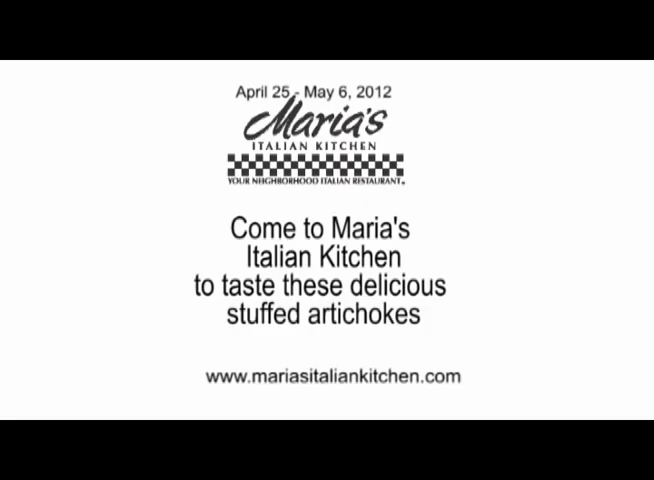 April 25 - May 6, 2012
Maria's
ITALIAN KITCHEN
YOUR NEIGHBORHOOD ITALIAN RESTAURANT.
Come to Maria's
Italian Kitchen
to taste these delicious
stuffed artichokes
www.mariasitaliankitchen.com